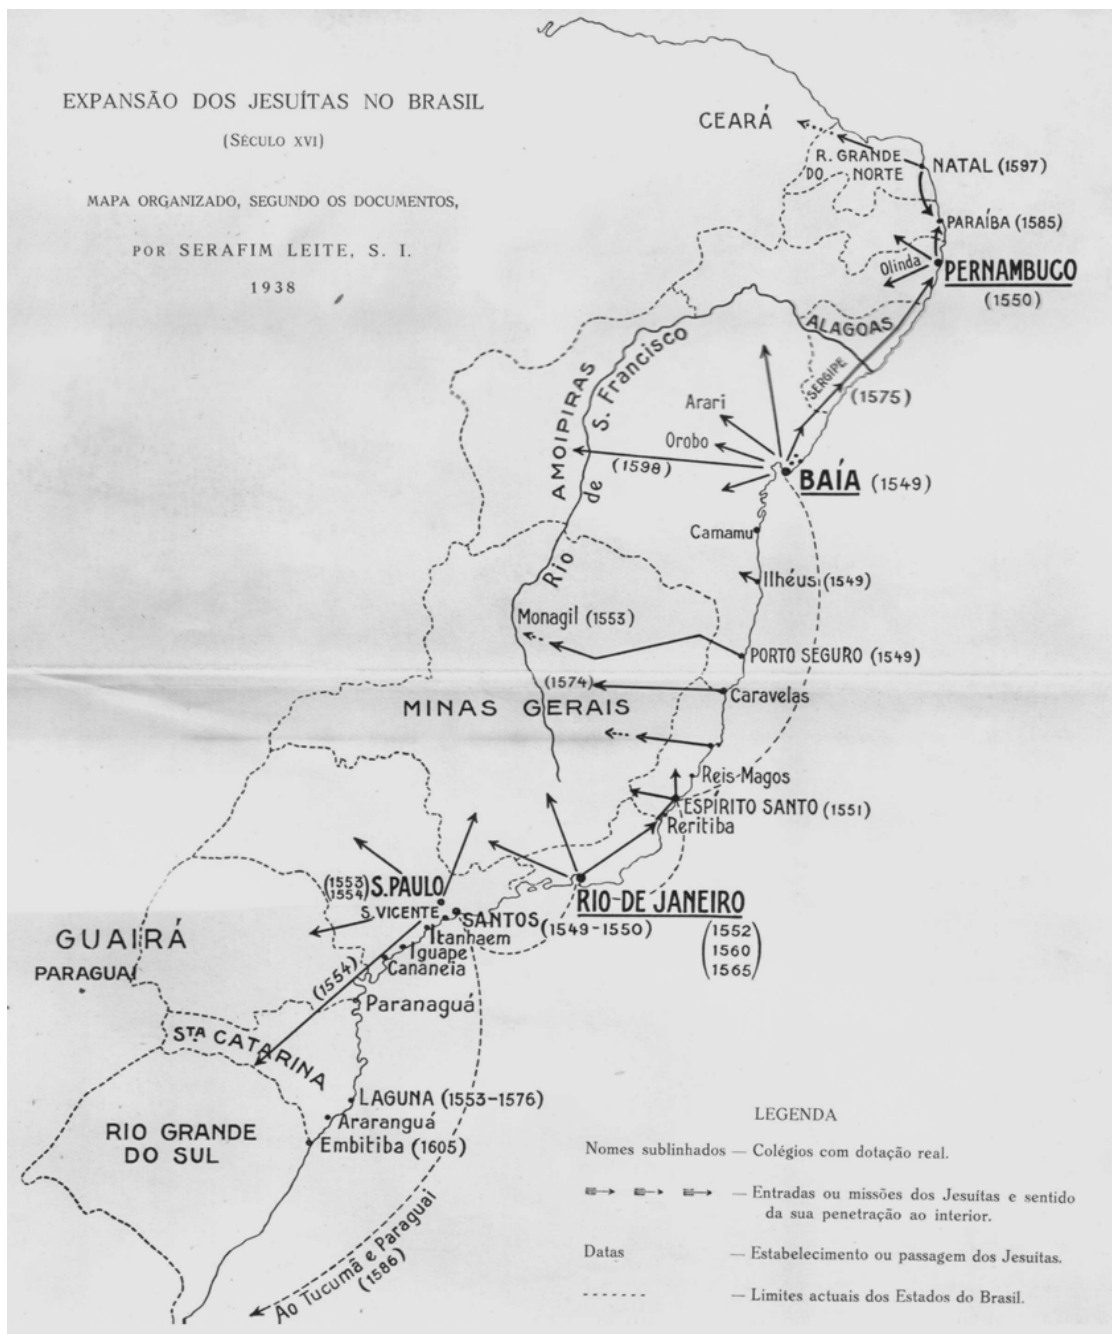 EXPANSÃO DOS JESUÍTAS NO BRASIL
(SÉCULO XVI)
MAPA ORGANIZADO, SEGUNDO OS DOCUMENTOS,
POR SERAFIM LEITE, S. I.
1938
CEARÁ
R. GRANDE
DO NORTE
NATAL (1597)
PARAÍBA (1585)
Olinda
PERNAMBUCO
(1550)
ALAGOAS
SERGIPE
(1575)
Rio de S. Francisco
AMOIPIRAS
Arari
Orobo
(1598)
BAÍA (1549)
Camamu
Ilhéus (1549)
Monagil (1553)
PORTO SEGURO (1549)
(1574)
Caravelas
MINAS GERAIS
Reis-Magos
ESPÍRITO SANTO (1551)
Reritiba
(1553
1554) S. PAULO
S. VICENTE
SANTOS (1549-1550)
RIO-DE JANEIRO
(1552
1560
1565)
Itanhaem
Iguape
Cananeia
GUAIRÁ
PARAGUAI
(1554)
Paranaguá
STA CATARINA
LAGUNA (1553-1576)
Araranguá
Embitiba (1605)
RIO GRANDE
DO SUL
Ao Tucumã e Paraguai
(1586)
LEGENDA
Nomes sublinhados — Colégios com dotação real.
— Entradas ou missões dos Jesuítas e sentido
da sua penetração ao interior.
Datas — Estabelecimento ou passagem dos Jesuítas.
— Limites actuais dos Estados do Brasil.